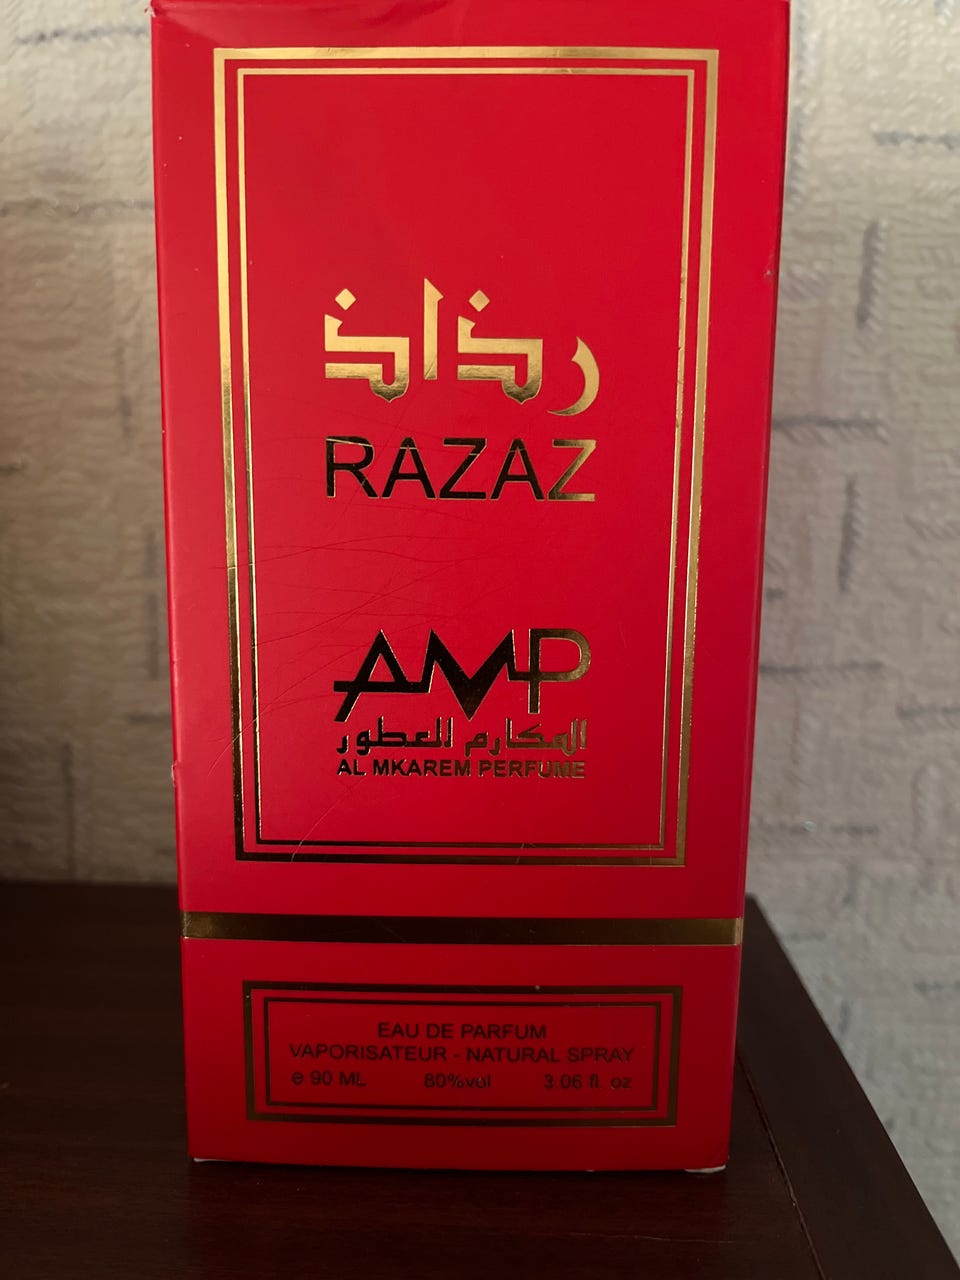 رذاذ
RAZAZ
AMP
المكارم العطور
AL MKAREM PERFUME
EAU DE PARFUM
VAPORISATEUR - NATURAL SPRAY
℮ 90 ML 80%vol 3.06 fl. oz